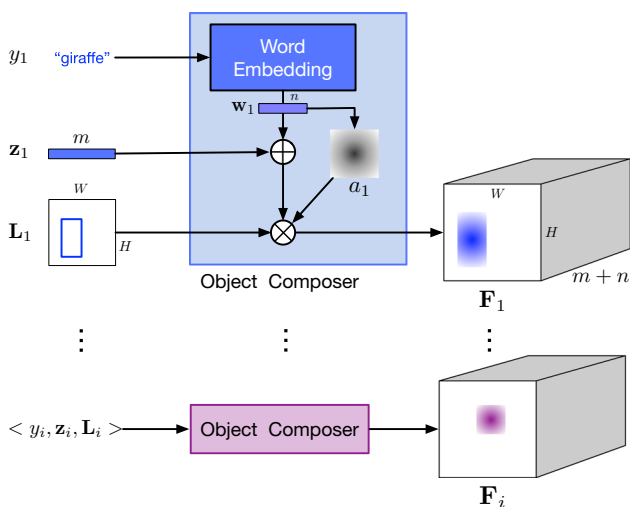 y₁ "giraffe" Word
Embedding
w₁ n
z₁ m
a₁
L₁ W
H
W
H
m + n
Object Composer
F₁
⋮ ⋮ ⋮
< yᵢ, zᵢ, Lᵢ > Object Composer
Fᵢ